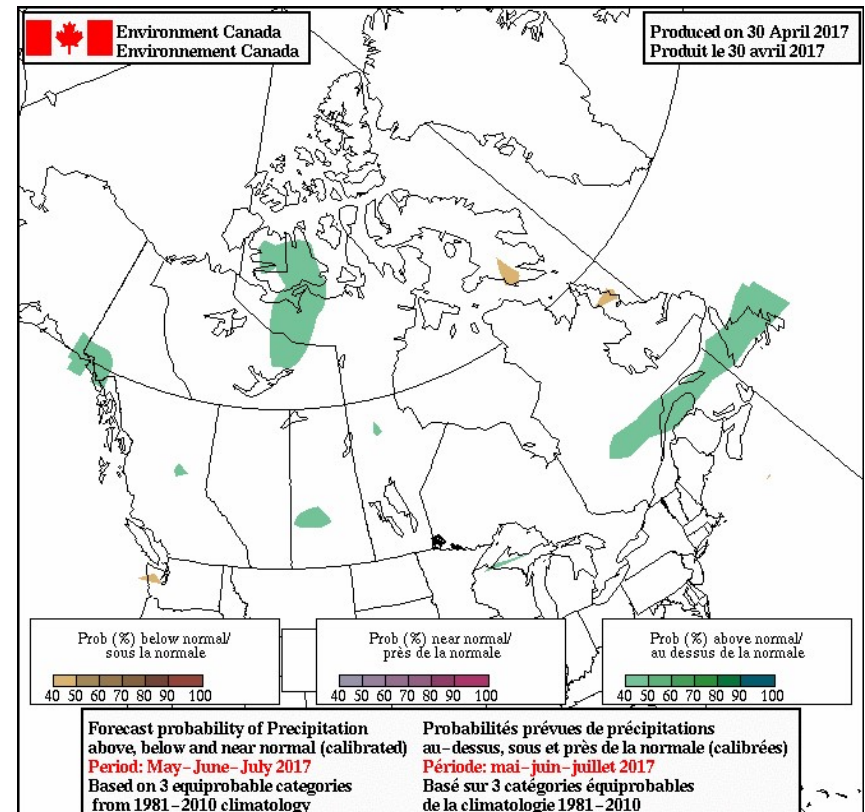 Environment Canada
Environnement Canada
Produced on 30 April 2017
Produit le 30 avril 2017
Prob (%) below normal/
sous la normale
40 50 60 70 80 90 100
Prob (%) near normal/
près de la normale
40 50 60 70 80 90 100
Prob (%) above normal/
au dessus de la normale
40 50 60 70 80 90 100
Forecast probability of Precipitation
above, below and near normal (calibrated)
Period: May-June-July 2017
Based on 3 equiprobable categories
from 1981-2010 climatology
Probabilités prévues de précipitations
au-dessus, sous et près de la normale (calibrées)
Période: mai-juin-juillet 2017
Basé sur 3 catégories équiprobables
de la climatologie 1981-2010